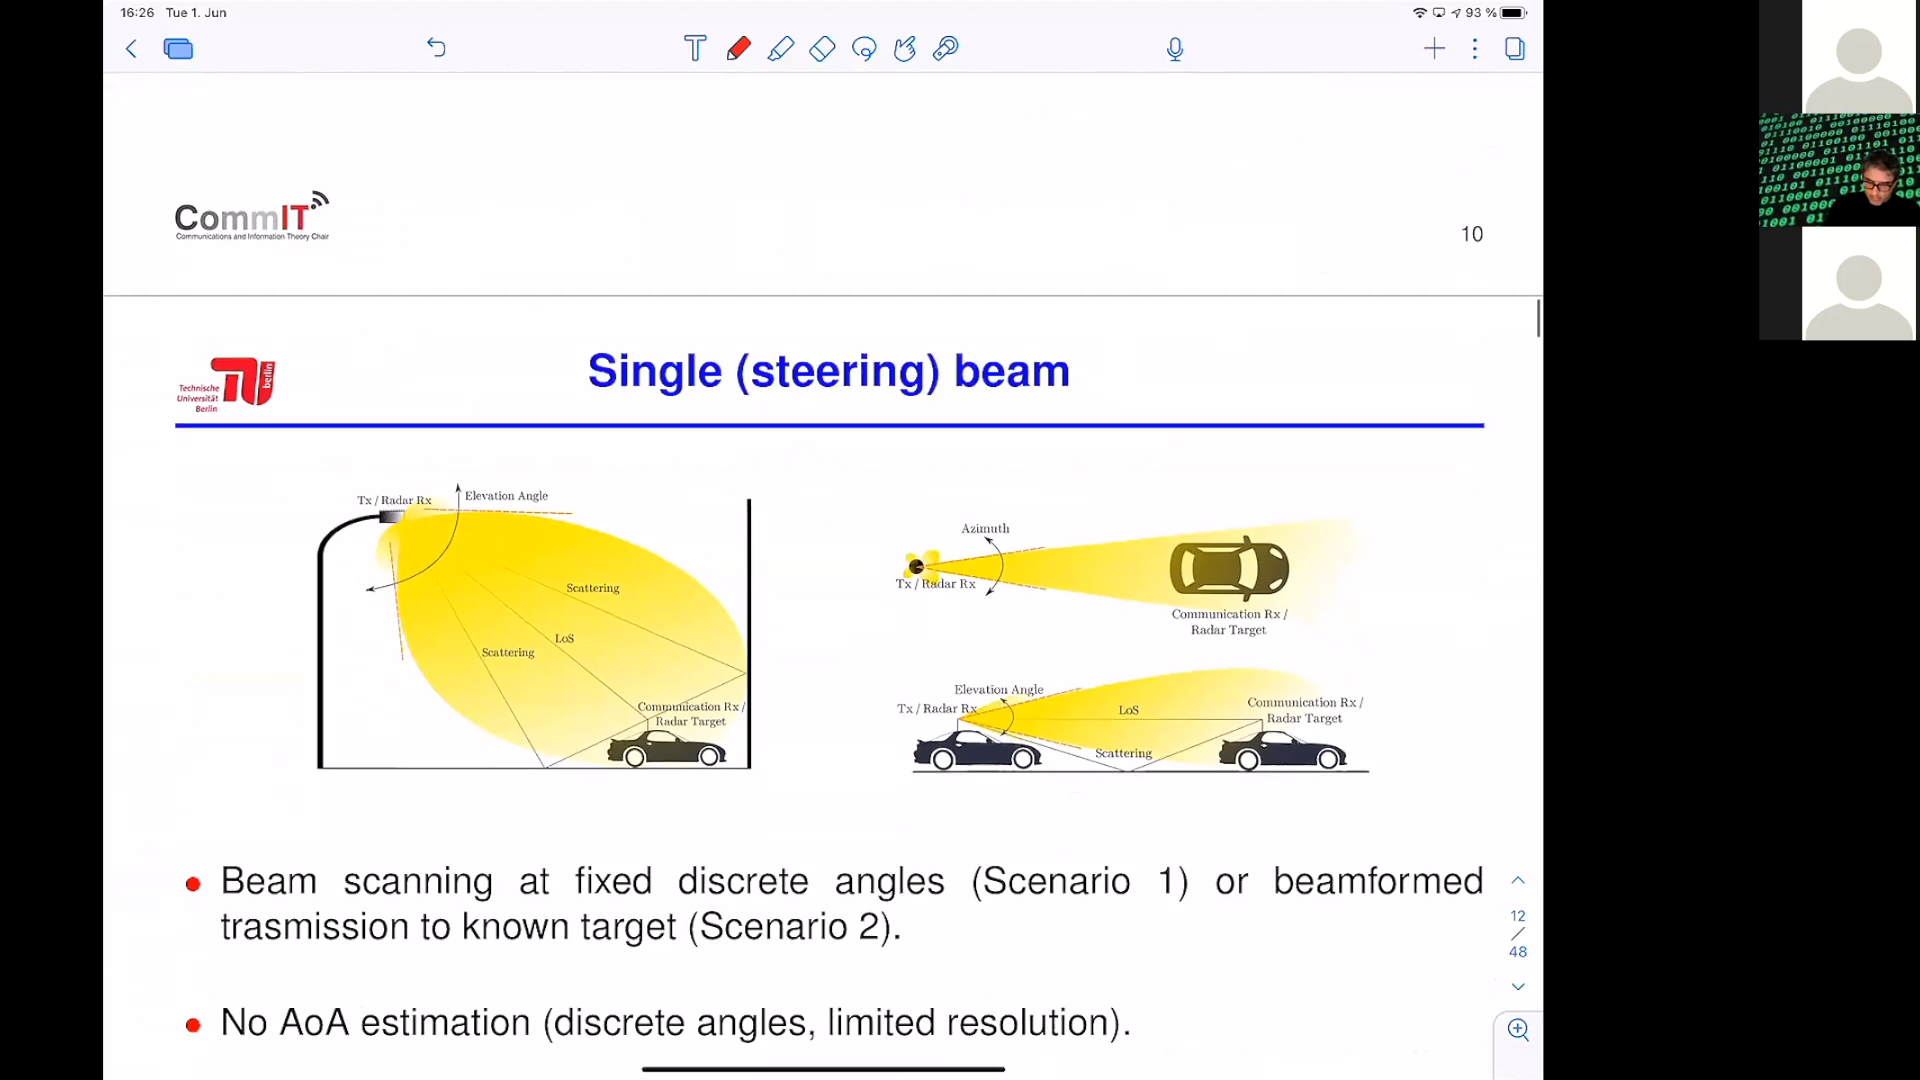 16:26 Tue 1. Jun
93 %
CommIT
Communications and Information Theory Chair
10
Technische
Universität
Berlin
berlin
Single (steering) beam
Tx / Radar Rx
Elevation Angle
Scattering
LoS
Scattering
Communication Rx /
Radar Target
Azimuth
Tx / Radar Rx
Communication Rx /
Radar Target
Elevation Angle
Tx / Radar Rx
LoS
Communication Rx /
Radar Target
Scattering
• Beam scanning at fixed discrete angles (Scenario 1) or beamformed
trasmission to known target (Scenario 2).
• No AoA estimation (discrete angles, limited resolution).
12
/
48